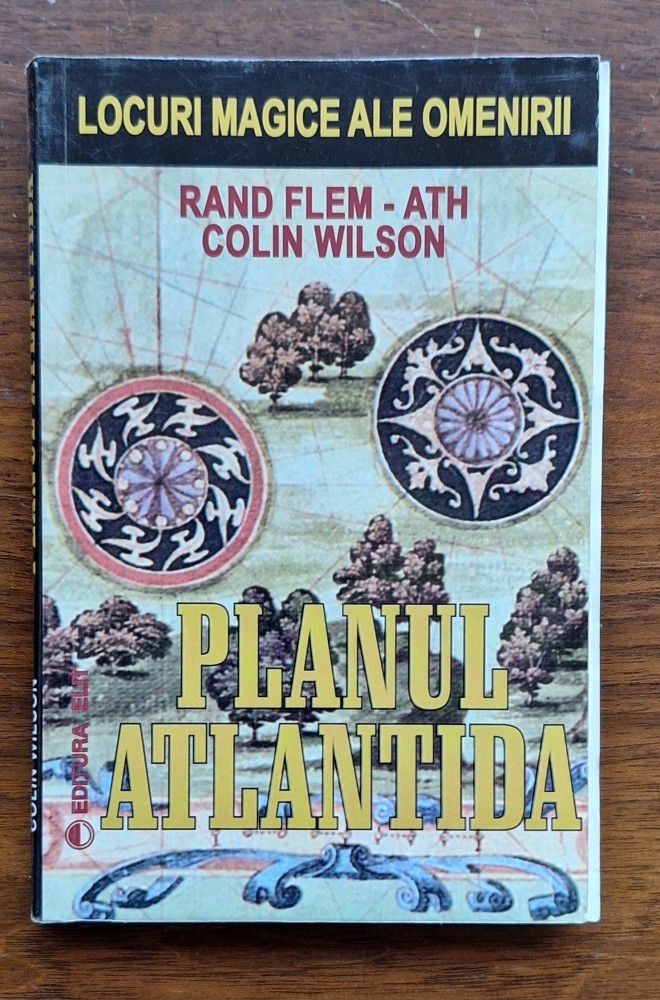 LOCURI MAGICE ALE OMENIRII
RAND FLEM - ATH
COLIN WILSON
PLANUL
ATLANTIDA
EDITURA ELIT
COLIN WILSON